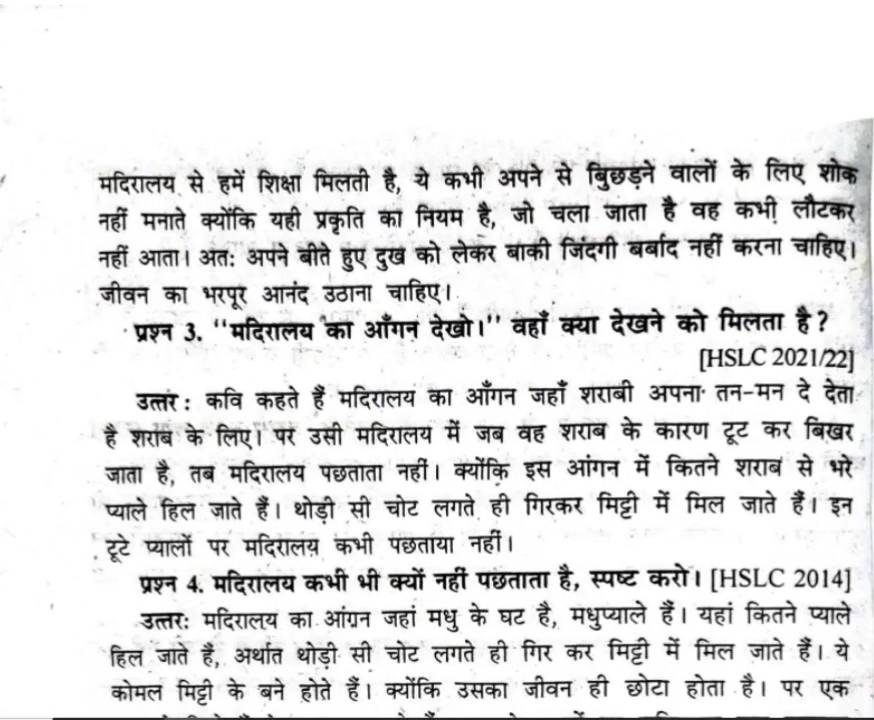 मदिरालय से हमें शिक्षा मिलती है, ये कभी अपने से बिुछड़ने वालों के लिए शोक
नहीं मनाते क्योंकि यही प्रकृति का नियम है, जो चला जाता है वह कभी लौटकर
नहीं आता। अतः अपने बीते हुए दुख को लेकर बाकी जिंदगी बर्बाद नहीं करना चाहिए।
जीवन का भरपूर आनंद उठाना चाहिए।
प्रश्न 3. ‘‘मदिरालय का आँगन देखो।’’ वहाँ क्या देखने को मिलता है?
[HSLC 2021/22]
उत्तर : कवि कहते हैं मदिरालय का आँगन जहाँ शराबी अपना तन-मन दे देता
है शराब के लिए। पर उसी मदिरालय में जब वह शराब के कारण टूट कर बिखर
जाता है, तब मदिरालय पछताता नहीं। क्योंकि इस आंगन में कितने शराब से भरे
प्याले हिल जाते हैं। थोड़ी सी चोट लगते ही गिरकर मिट्टी में मिल जाते हैं। इन
टूटे प्यालों पर मदिरालय कभी पछताया नहीं।
प्रश्न 4. मदिरालय कभी भी क्यों नहीं पछताता है, स्पष्ट करो। [HSLC 2014]
उत्तरः मदिरालय का आंगन जहां मधु के घट है, मधुप्याले हैं। यहां कितने प्याले
हिल जाते है, अर्थात थोड़ी सी चोट लगते ही गिर कर मिट्टी में मिल जाते हैं। ये
कोमल मिट्टी के बने होते हैं। क्योंकि उसका जीवन ही छोटा होता है। पर एक